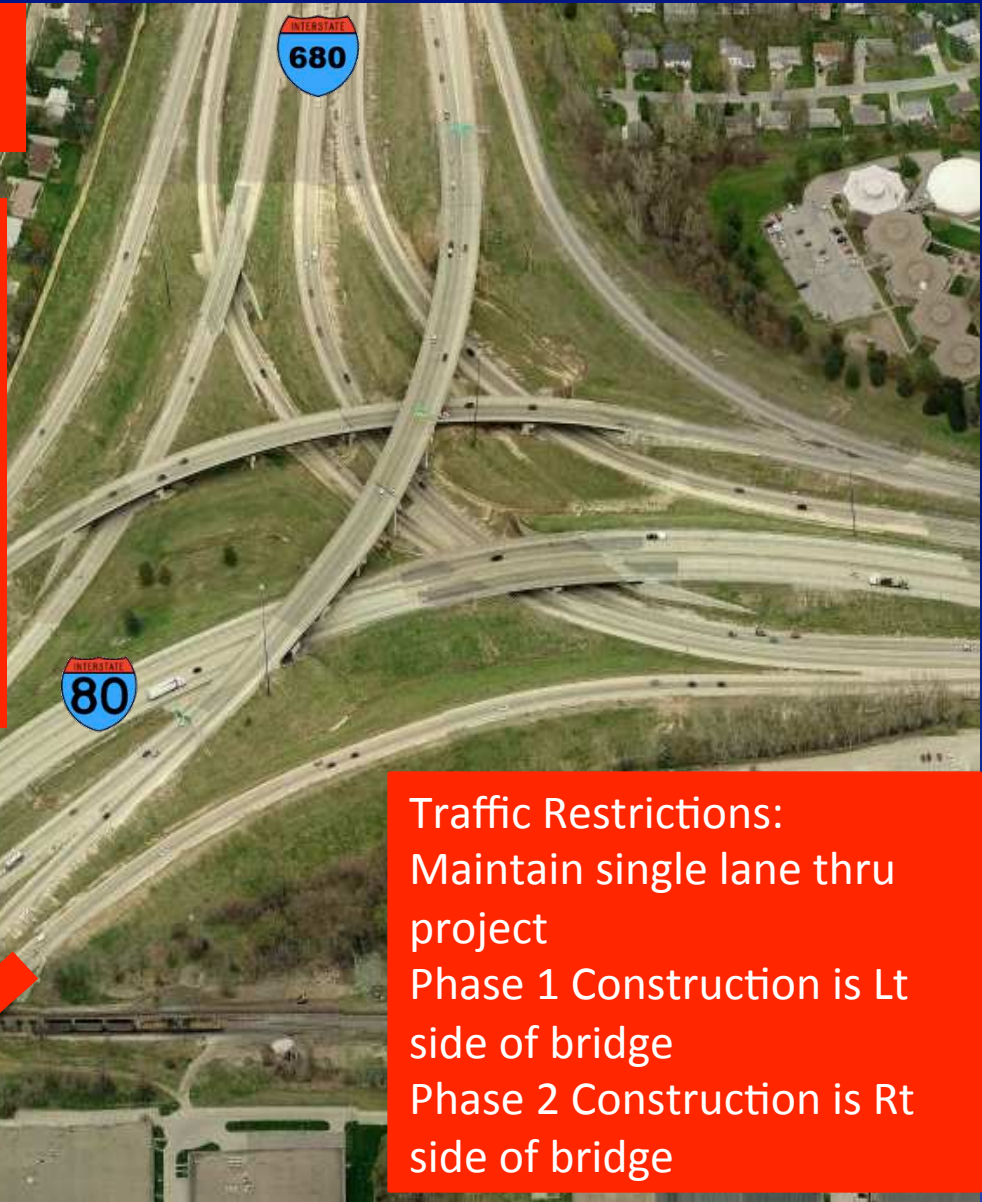 INTERSTATE
680
INTERSTATE
80
Traffic Restrictions:
Maintain single lane thru
project
Phase 1 Construction is Lt
side of bridge
Phase 2 Construction is Rt
side of bridge